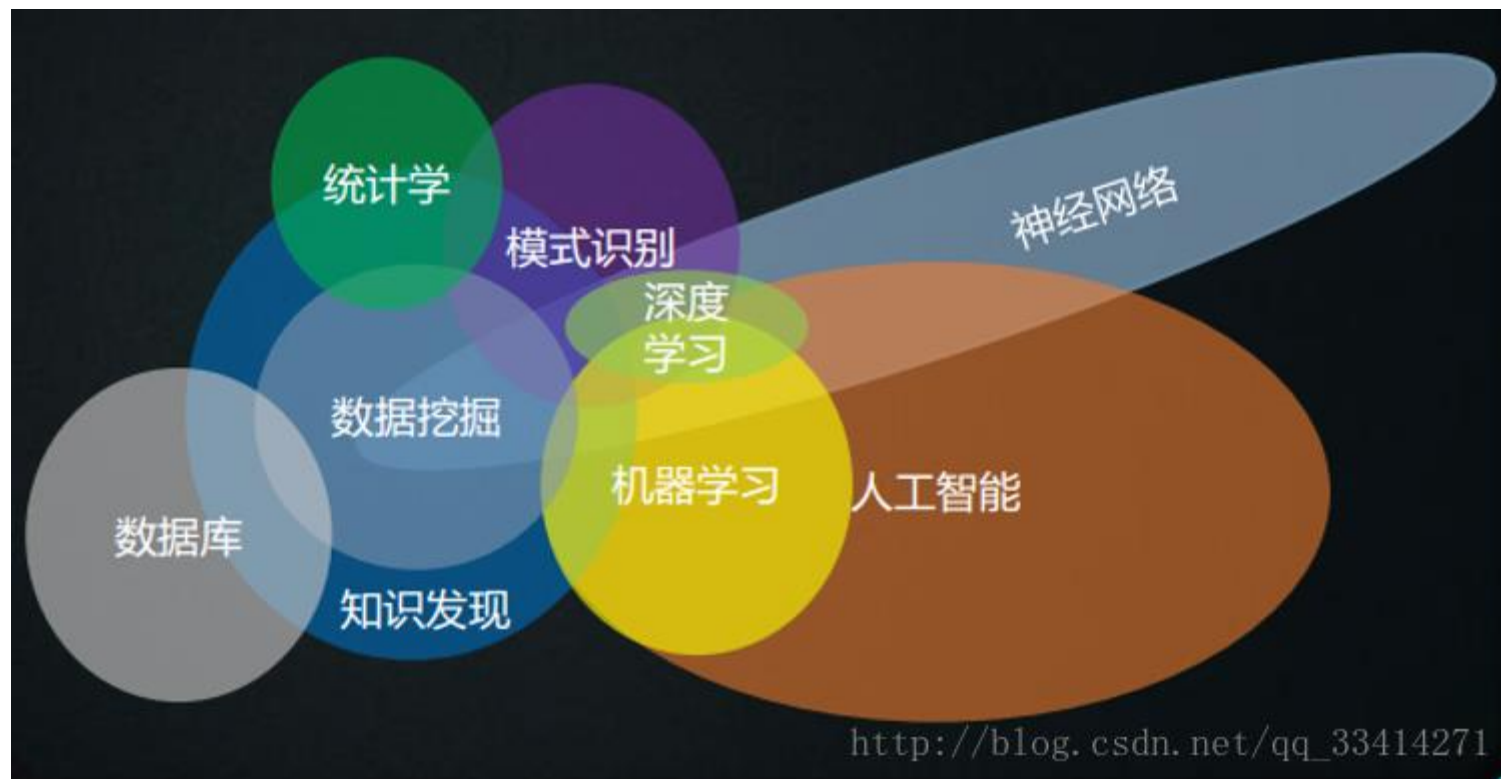 统计学
模式识别
神经网络
深度
学习
数据挖掘
机器学习
人工智能
数据库
知识发现
http://blog.csdn.net/qq_33414271